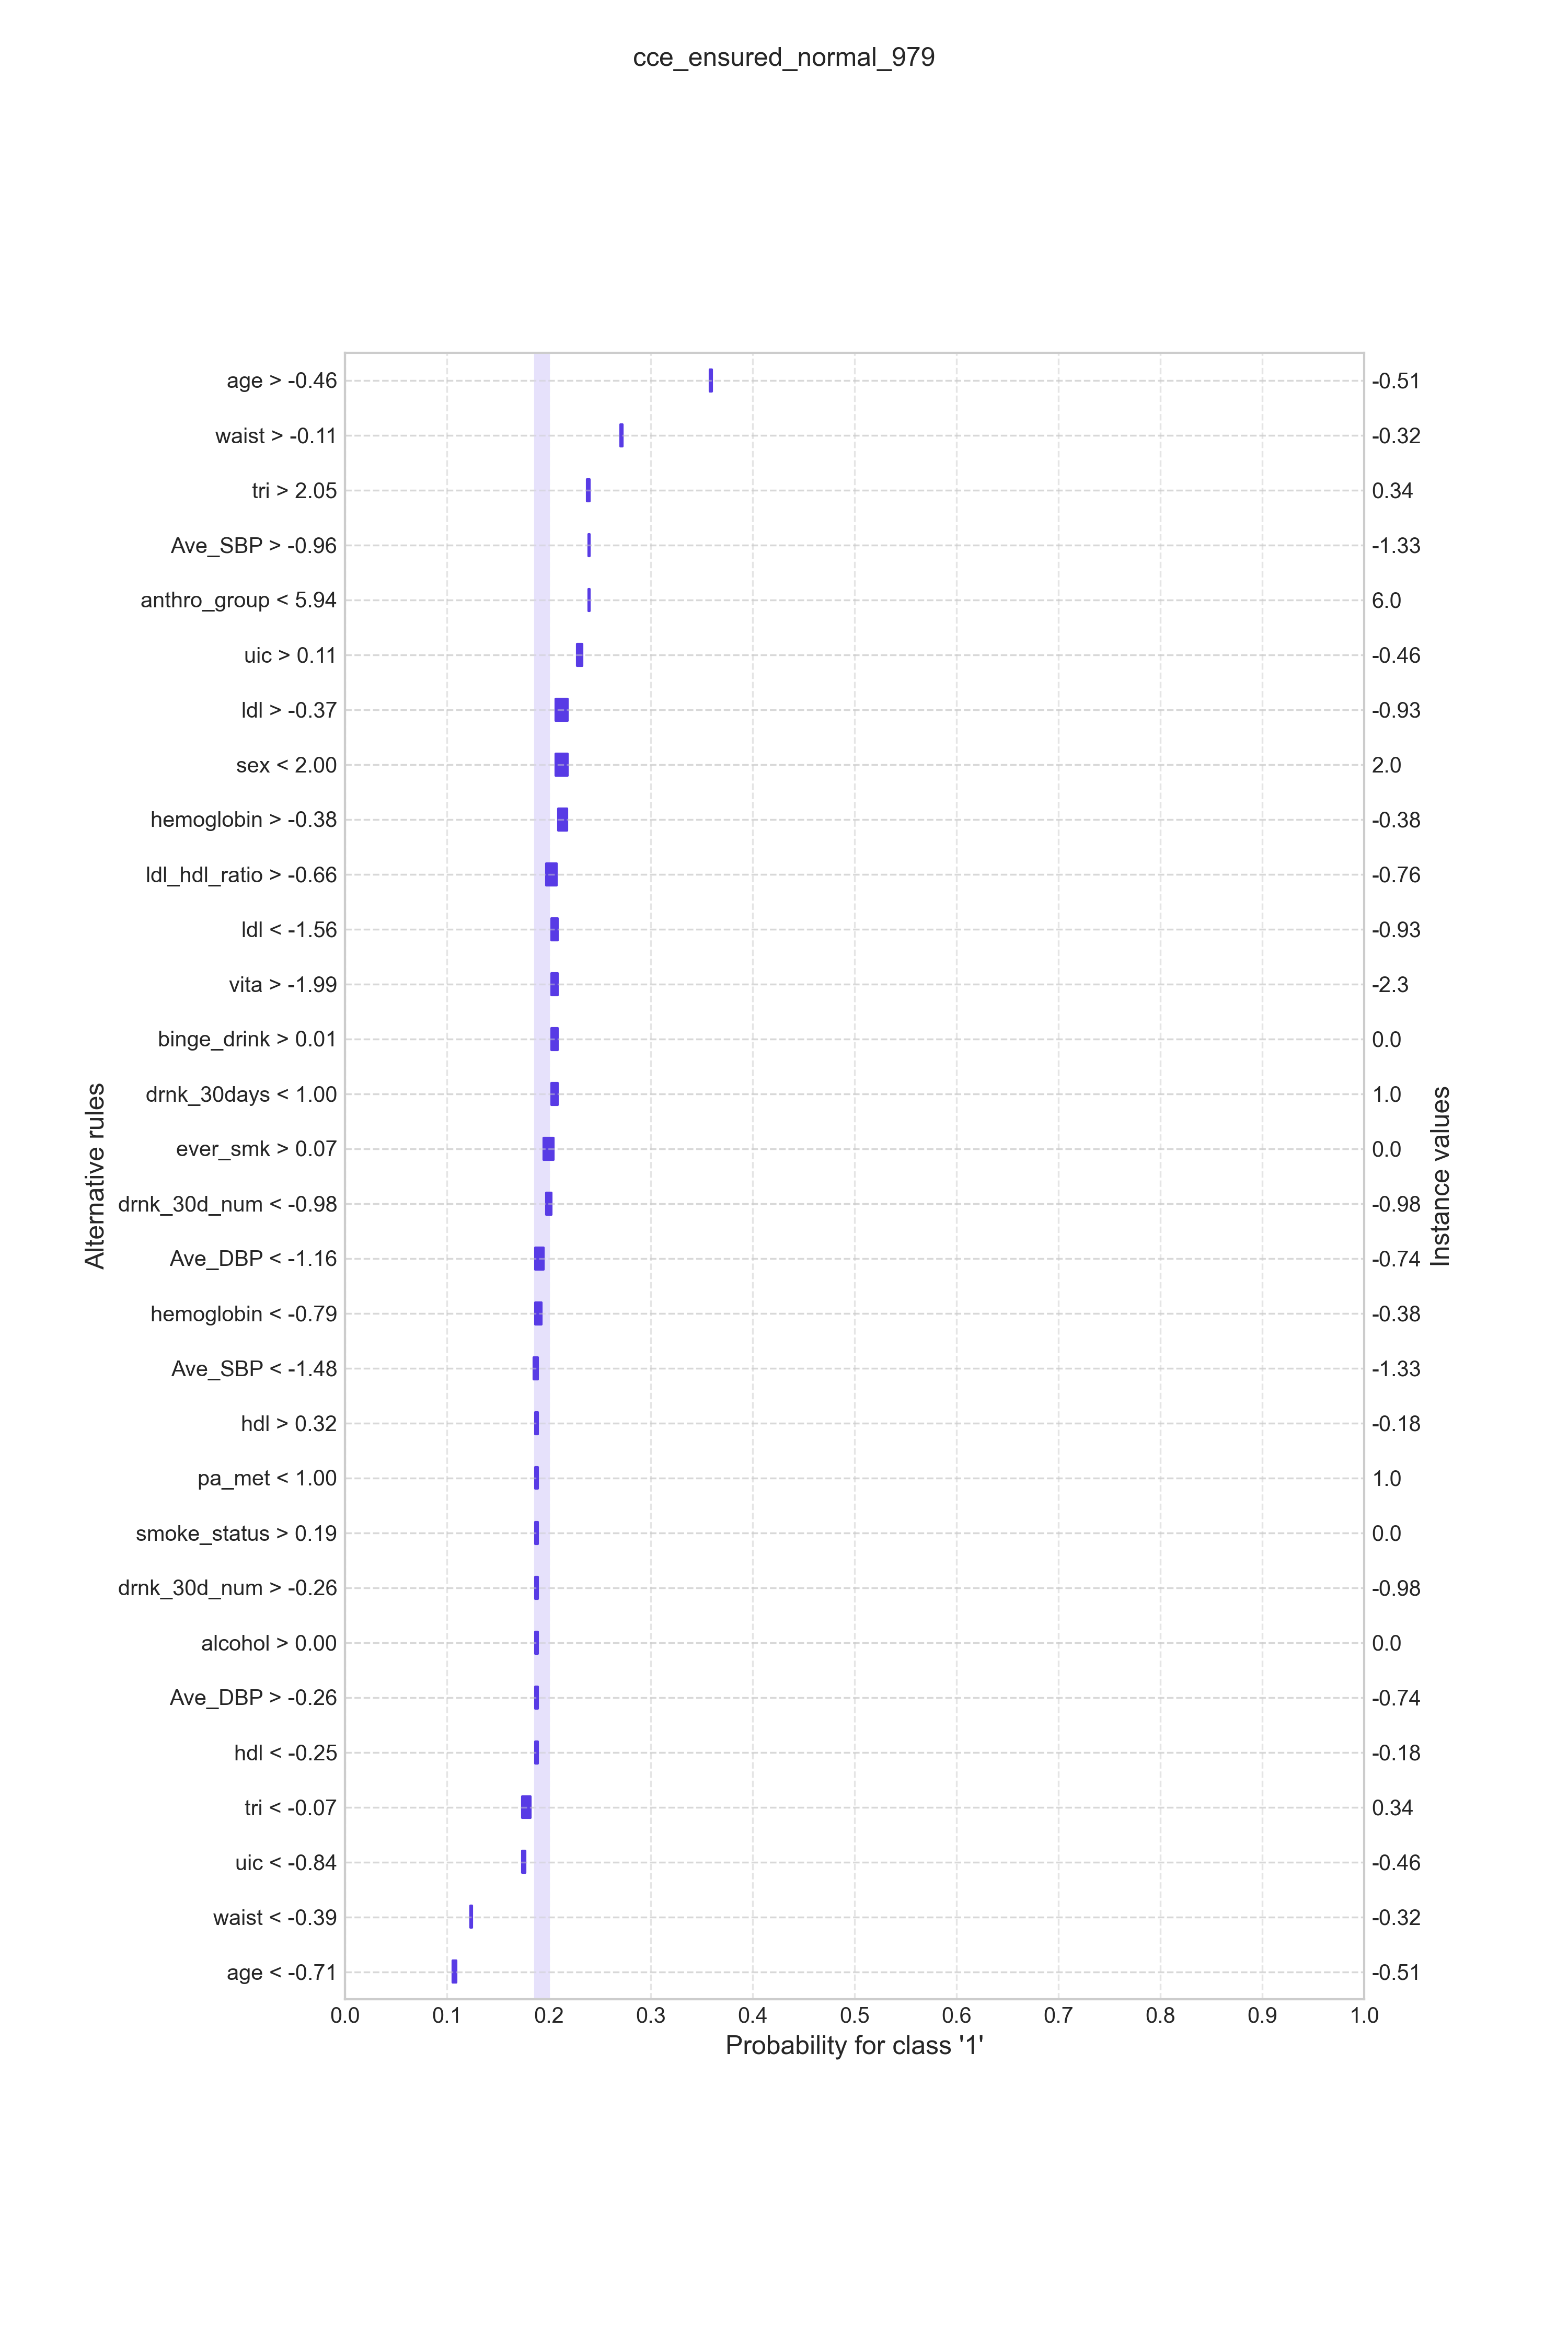 cce_ensured_normal_979
age > -0.46 -0.51
waist > -0.11 -0.32
tri > 2.05 0.34
Ave_SBP > -0.96 -1.33
anthro_group < 5.94 6.0
uic > 0.11 -0.46
ldl > -0.37 -0.93
sex < 2.00 2.0
hemoglobin > -0.38 -0.38
ldl_hdl_ratio > -0.66 -0.76
ldl < -1.56 -0.93
vita > -1.99 -2.3
binge_drink > 0.01 0.0
drnk_30days < 1.00 1.0
ever_smk > 0.07 0.0
drnk_30d_num < -0.98 -0.98
Ave_DBP < -1.16 -0.74
hemoglobin < -0.79 -0.38
Ave_SBP < -1.48 -1.33
hdl > 0.32 -0.18
pa_met < 1.00 1.0
smoke_status > 0.19 0.0
drnk_30d_num > -0.26 -0.98
alcohol > 0.00 0.0
Ave_DBP > -0.26 -0.74
hdl < -0.25 -0.18
tri < -0.07 0.34
uic < -0.84 -0.46
waist < -0.39 -0.32
age < -0.71 -0.51
Alternative rules
Instance values
0.0 0.1 0.2 0.3 0.4 0.5 0.6 0.7 0.8 0.9 1.0
Probability for class '1'